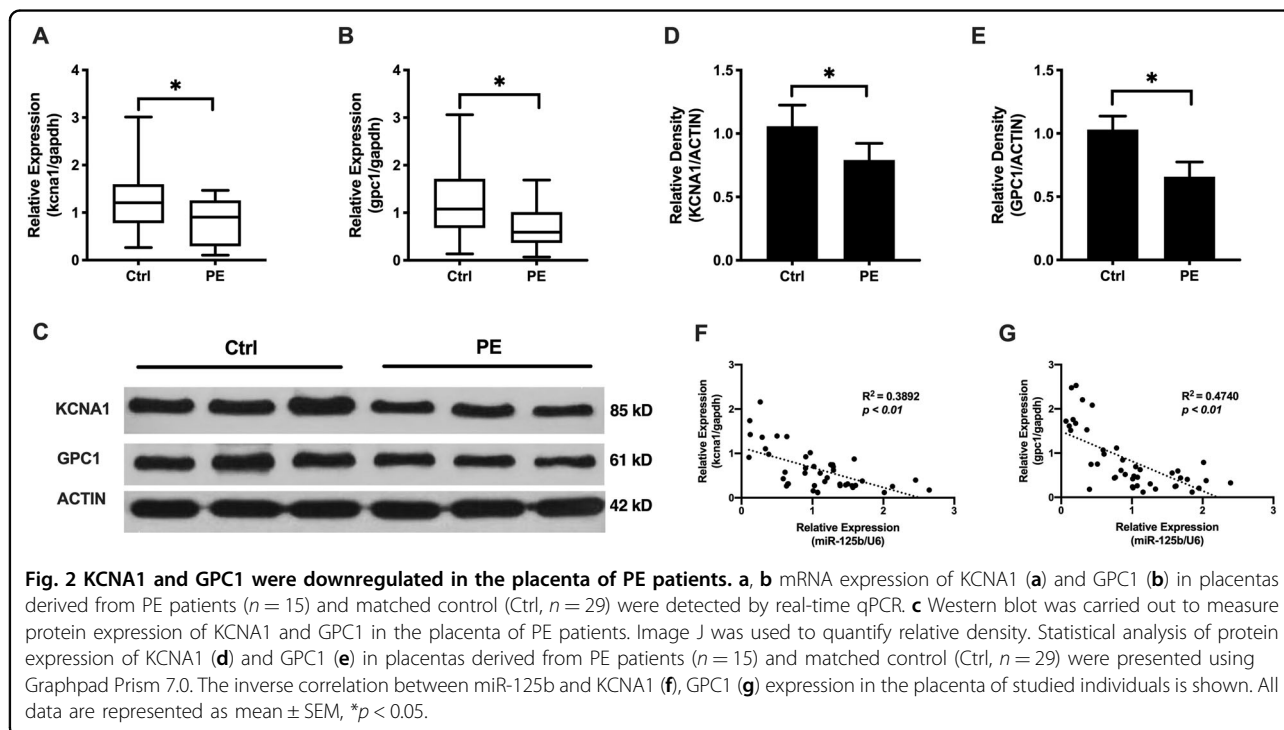 A
Relative Expression
(kcna1/gapdh)
4
3
2
1
0
*
Ctrl
PE
B
Relative Expression
(gpc1/gapdh)
4
3
2
1
0
*
Ctrl
PE
D
Relative Density
(KCNA1/ACTIN)
1.5
1.0
0.5
0.0
*
Ctrl
PE
E
Relative Density
(GPC1/ACTIN)
1.5
1.0
0.5
0.0
*
Ctrl
PE
C
Ctrl
PE
KCNA1
85 kD
GPC1
61 kD
ACTIN
42 kD
F
Relative Expression
(kcna1/gapdh)
3
2
1
0
R² = 0.3892
p < 0.01
0
1
2
3
Relative Expression
(miR-125b/U6)
G
Relative Expression
(gpc1/gapdh)
3
2
1
0
R² = 0.4740
p < 0.01
0
1
2
3
Relative Expression
(miR-125b/U6)
Fig. 2 KCNA1 and GPC1 were downregulated in the placenta of PE patients. a, b mRNA expression of KCNA1 (a) and GPC1 (b) in placentas
derived from PE patients (n = 15) and matched control (Ctrl, n = 29) were detected by real-time qPCR. c Western blot was carried out to measure
protein expression of KCNA1 and GPC1 in the placenta of PE patients. Image J was used to quantify relative density. Statistical analysis of protein
expression of KCNA1 (d) and GPC1 (e) in placentas derived from PE patients (n = 15) and matched control (Ctrl, n = 29) were presented using
Graphpad Prism 7.0. The inverse correlation between miR-125b and KCNA1 (f), GPC1 (g) expression in the placenta of studied individuals is shown. All
data are represented as mean ± SEM, *p < 0.05.